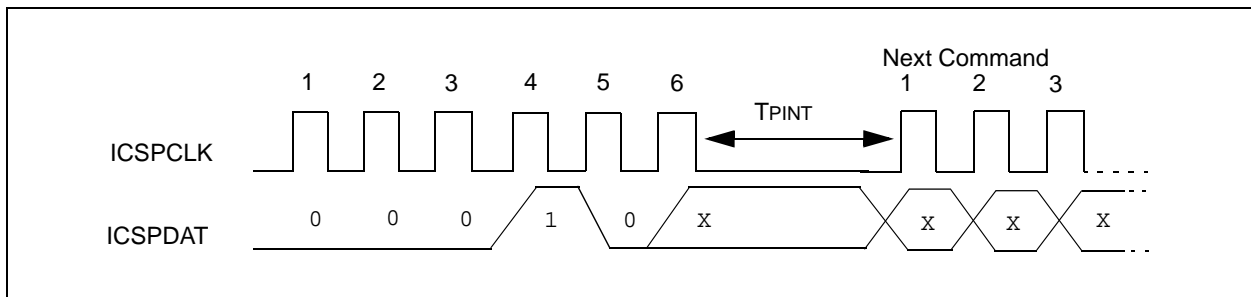 Next Command
1 2 3 4 5 6 1 2 3
TPINT
ICSPCLK
0 0 0 1 0 X X X X
ICSPDAT